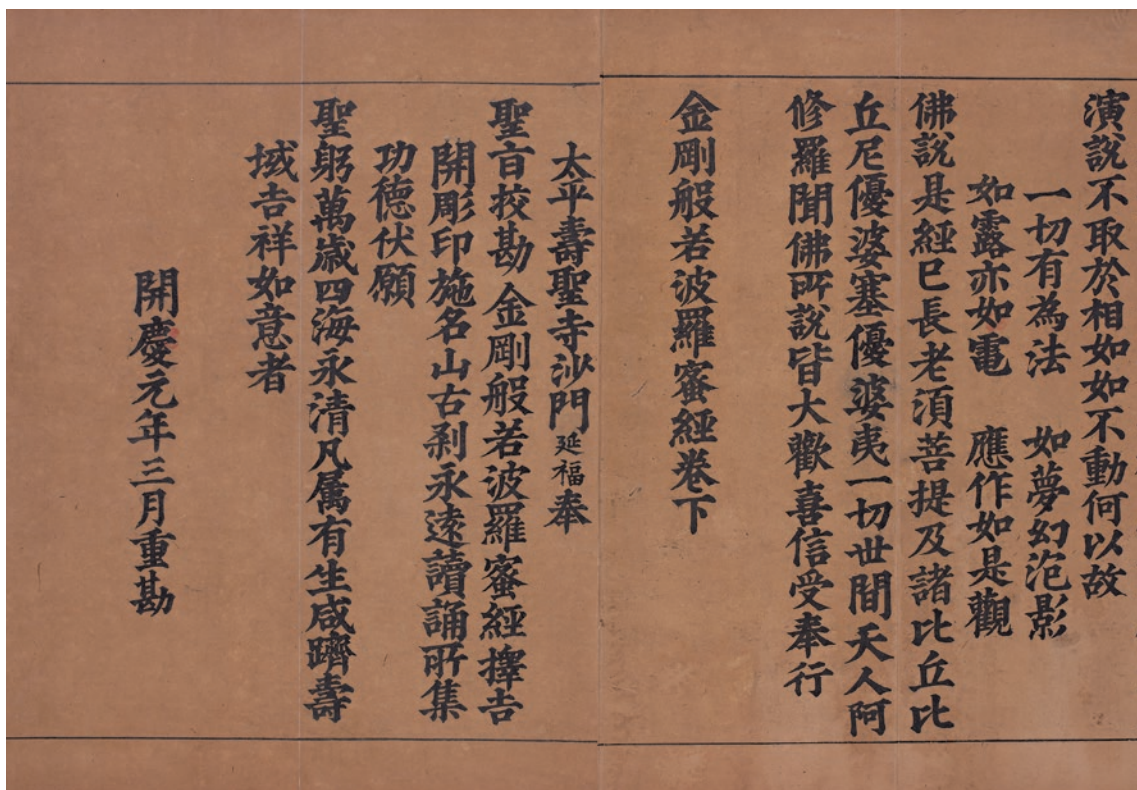 演說不取於相如如不動何以故
一切有為法　如夢幻泡影
如露亦如電　應作如是觀
佛說是經已長老須菩提及諸比丘比
丘尼優婆塞優婆夷一切世間天人阿
修羅聞佛所說皆大歡喜信受奉行
金剛般若波羅蜜經卷下
太平壽聖寺沙門延福奉
聖旨挍勘 金剛般若波羅蜜經擇吉
開彫印施名山古剎永遠讀誦所集
功德伏願
聖躬萬歲四海永清凡属有生咸躋壽
域吉祥如意者
開慶元年三月重勘